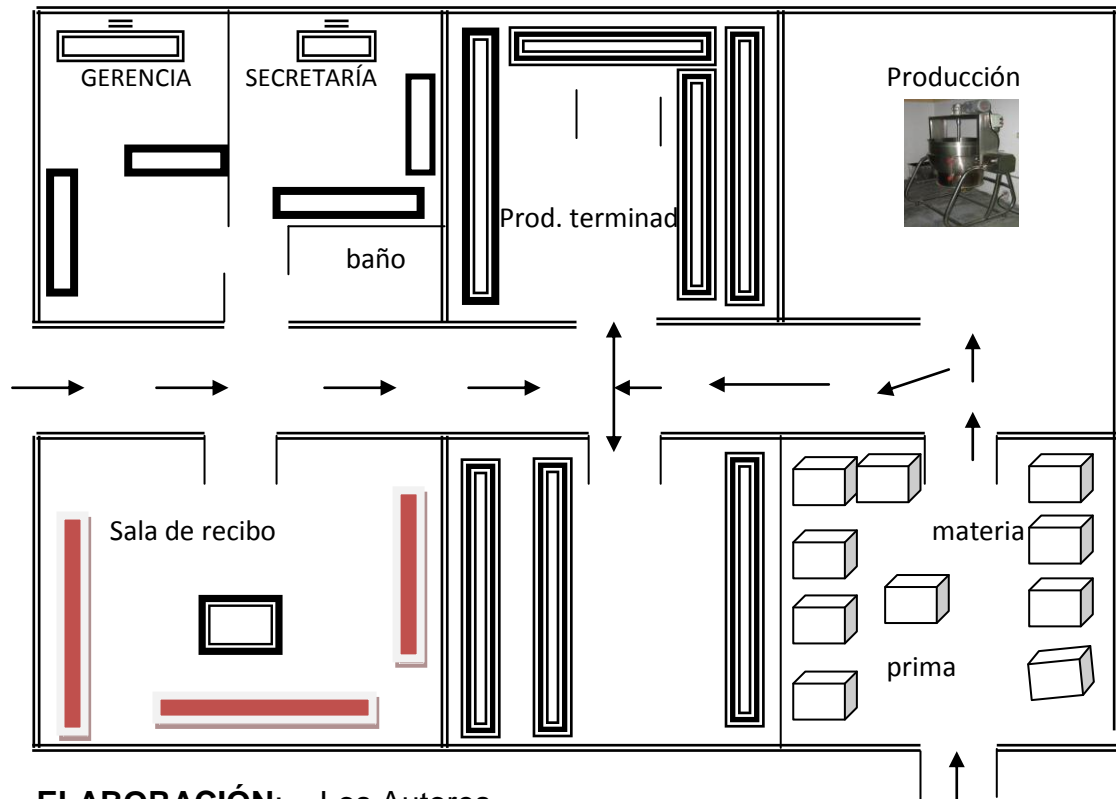 GERENCIA
SECRETARÍA
Producción
Prod. terminad
baño
Sala de recibo
materia
prima
ELABORACIÓN: Los Autores